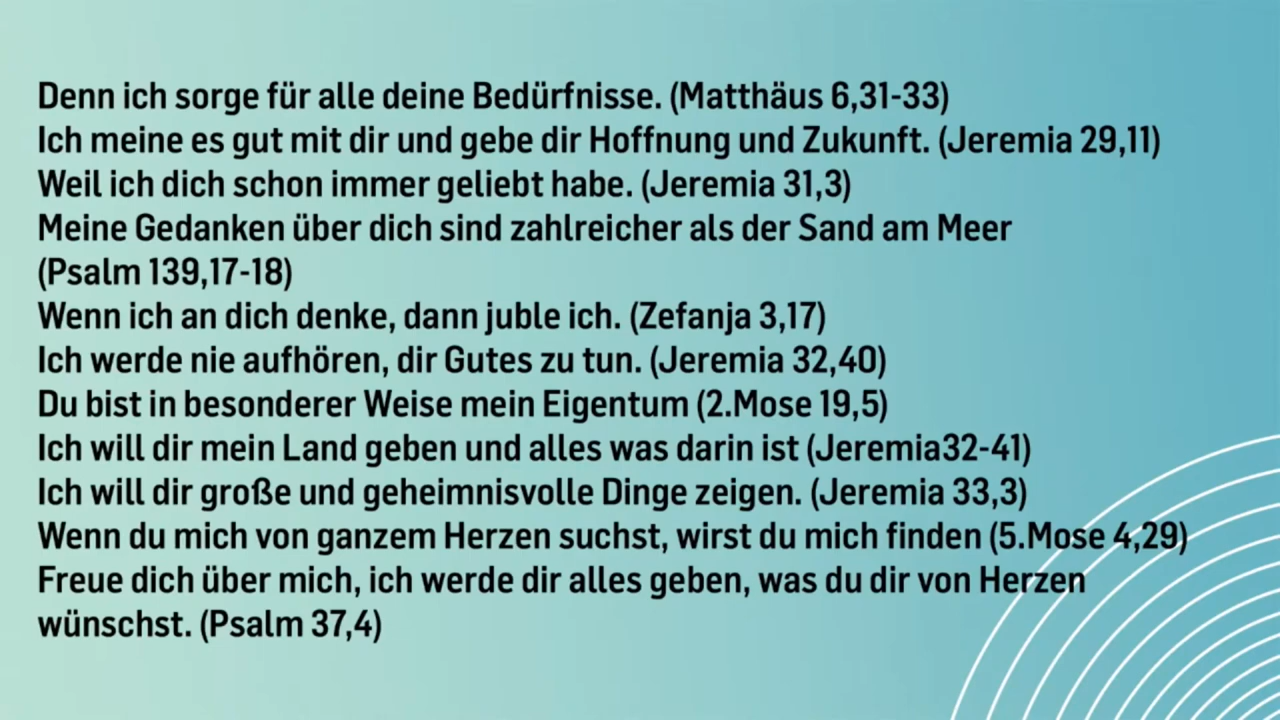 Denn ich sorge für alle deine Bedürfnisse. (Matthäus 6,31-33)
Ich meine es gut mit dir und gebe dir Hoffnung und Zukunft. (Jeremia 29,11)
Weil ich dich schon immer geliebt habe. (Jeremia 31,3)
Meine Gedanken über dich sind zahlreicher als der Sand am Meer
(Psalm 139,17-18)
Wenn ich an dich denke, dann juble ich. (Zefanja 3,17)
Ich werde nie aufhören, dir Gutes zu tun. (Jeremia 32,40)
Du bist in besonderer Weise mein Eigentum (2.Mose 19,5)
Ich will dir mein Land geben und alles was darin ist (Jeremia32-41)
Ich will dir große und geheimnisvolle Dinge zeigen. (Jeremia 33,3)
Wenn du mich von ganzem Herzen suchst, wirst du mich finden (5.Mose 4,29)
Freue dich über mich, ich werde dir alles geben, was du dir von Herzen
wünschst. (Psalm 37,4)